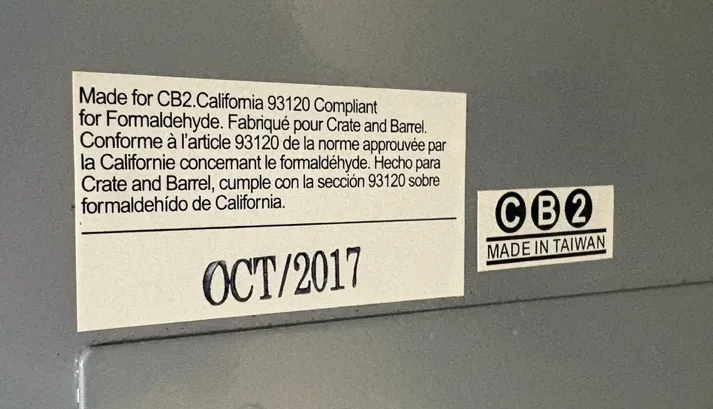 Made for CB2.California 93120 Compliant
for Formaldehyde. Fabriqué pour Crate and Barrel.
Conforme à l'article 93120 de la norme approuvée par
la Californie concernant le formaldéhyde. Hecho para
Crate and Barrel, cumple con la sección 93120 sobre
formaldehído de California.
OCT/2017
CB2
MADE IN TAIWAN